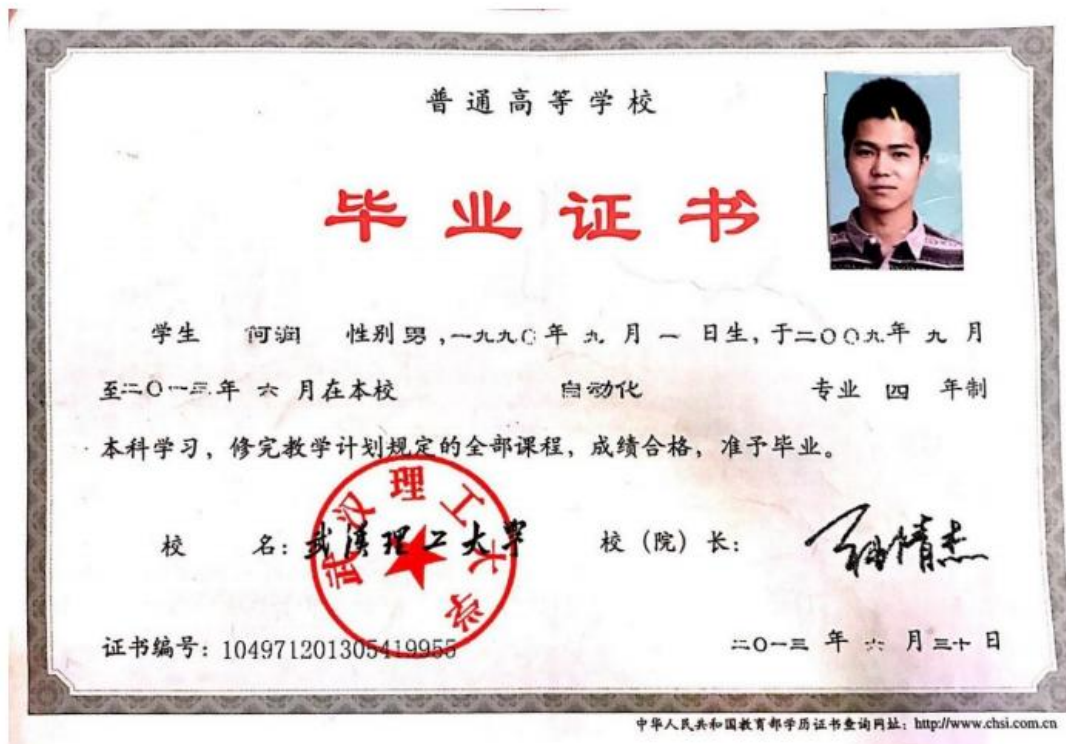 普通高等学校
毕业证书
学生 何润 性别男，一九九〇年九月一日生，于二〇〇九年九月
至二〇一三年六月在本校 自动化 专业四年制
本科学习，修完教学计划规定的全部课程，成绩合格，准予毕业。
校 名：武漢理工大學 校（院）长：
武汉理工大学
证书编号：104971201305419955 二〇一三年六月三十日
中华人民共和国教育部学历证书查询网址：http://www.chsi.com.cn